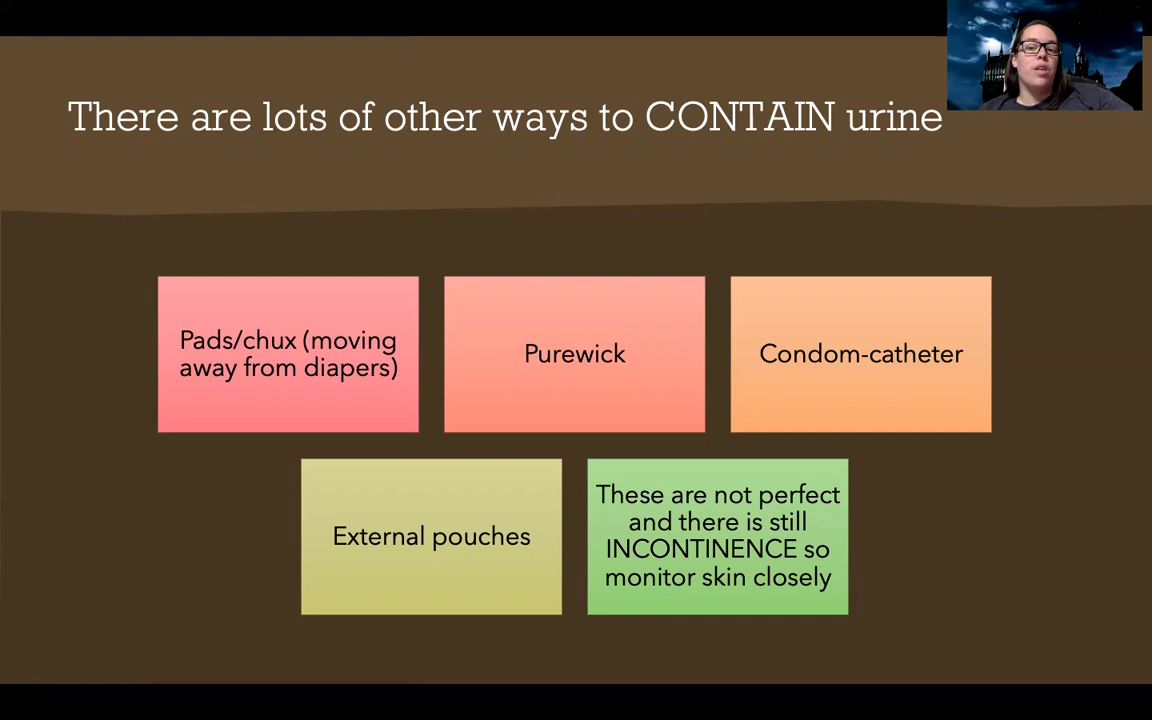 There are lots of other ways to CONTAIN urine
Pads/chux (moving
away from diapers)
Purewick
Condom-catheter
External pouches
These are not perfect
and there is still
INCONTINENCE so
monitor skin closely